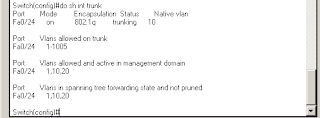 Switch(config)#do sh int trunk
Port Mode Encapsulation Status Native vlan
Fa0/24 on 802.1q trunking 10
Port Vlans allowed on trunk
Fa0/24 1-1005
Port Vlans allowed and active in management domain
Fa0/24 1,10,20
Port Vlans in spanning tree forwarding state and not pruned
Fa0/24 1,10,20
Switch(config)#